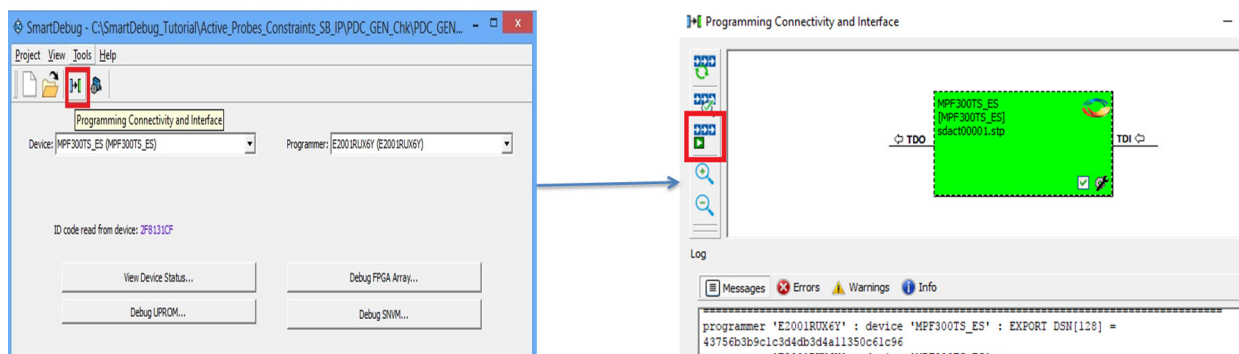 SmartDebug - C:\SmartDebug_Tutorial\Active_Probes_Constraints_SB_IP\PDC_GEN_Chk\PDC_GEN...
Project View Tools Help
Programming Connectivity and Interface
Device: MPF300TS_ES (MPF300TS_ES)
Programmer: E2001RUX6Y (E2001RUX6Y)
ID code read from device: 2F8131CF
View Device Status...
Debug FPGA Array...
Debug UPROM...
Debug SNVM...
Programming Connectivity and Interface
MPF300TS_ES
[MPF300TS_ES]
sdact00001.stp
TDO
TDI
Log
Messages Errors Warnings Info
programmer 'E2001RUX6Y' : device 'MPF300TS_ES' : EXPORT DSN[128] =
43756b3b9c1c3d4db3d4a11350c61c96